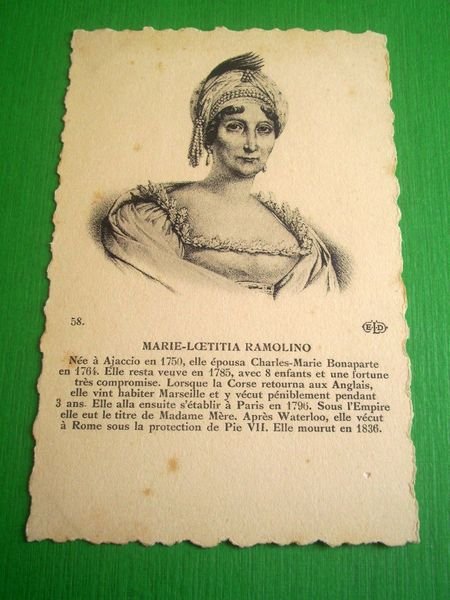 58.
ELD
MARIE-LŒTITIA RAMOLINO
Née à Ajaccio en 1750, elle épousa Charles-Marie Bonaparte
en 1764. Elle resta veuve en 1785, avec 8 enfants et une fortune
très compromise. Lorsque la Corse retourna aux Anglais,
elle vint habiter Marseille et y vécut péniblement pendant
3 ans. Elle alla ensuite s'établir à Paris en 1796. Sous l'Empire
elle eut le titre de Madame Mère. Après Waterloo, elle vécut
à Rome sous la protection de Pie VII. Elle mourut en 1836.